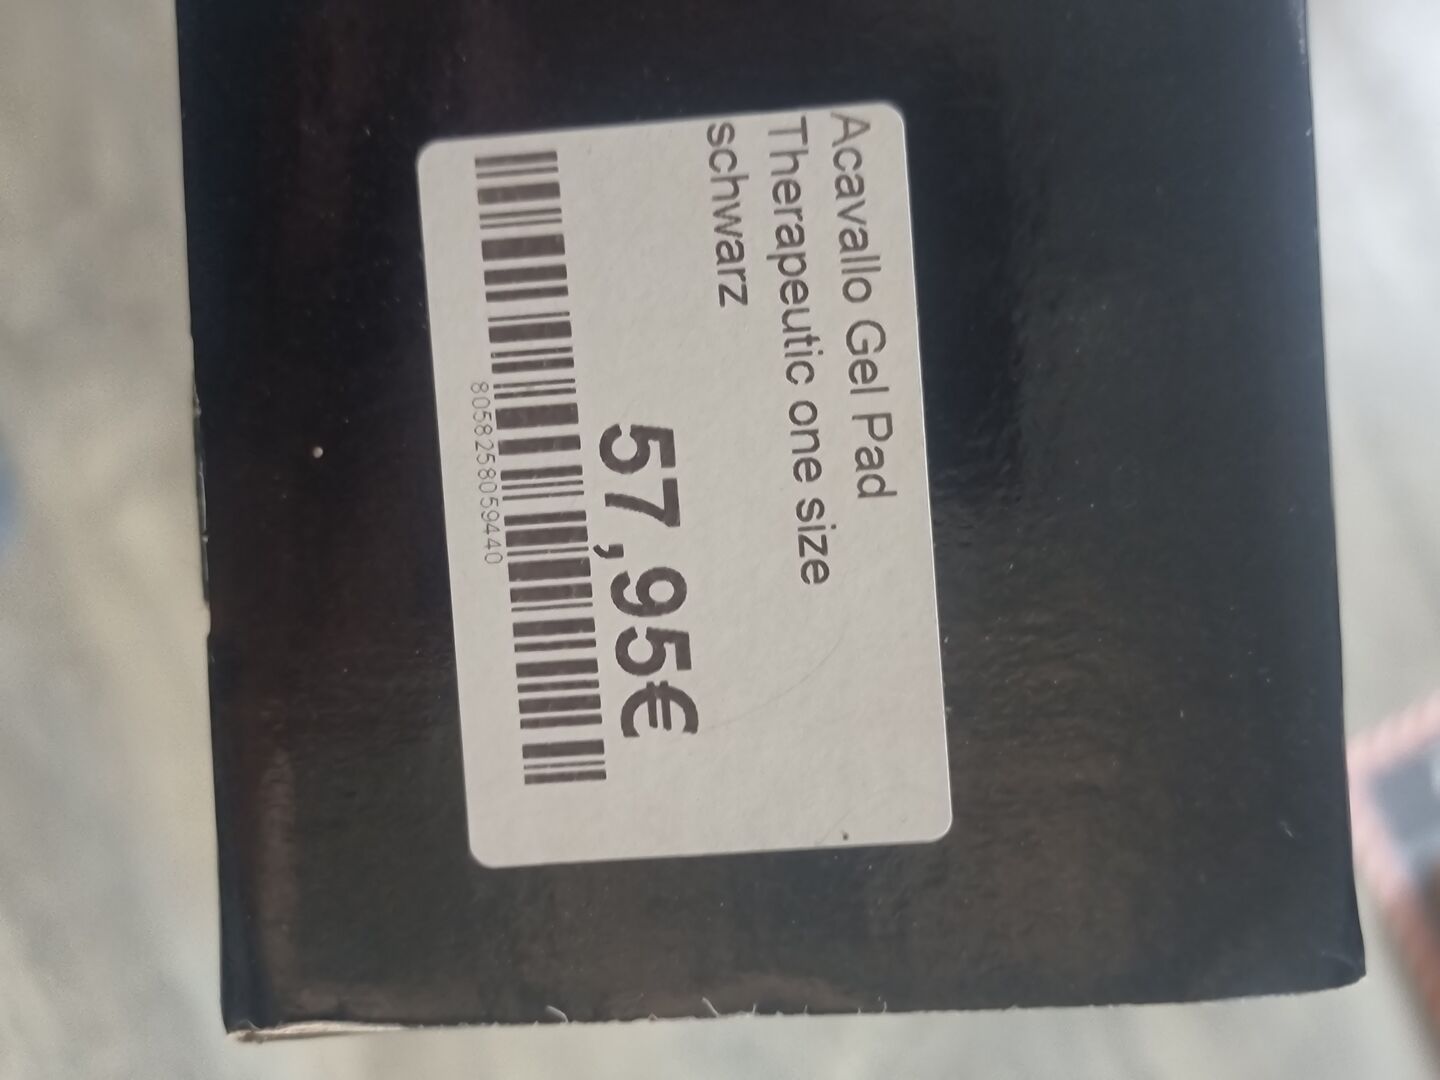 Acavallo Gel Pad
Therapeutic one size
schwarz
57,95€
8058258059440